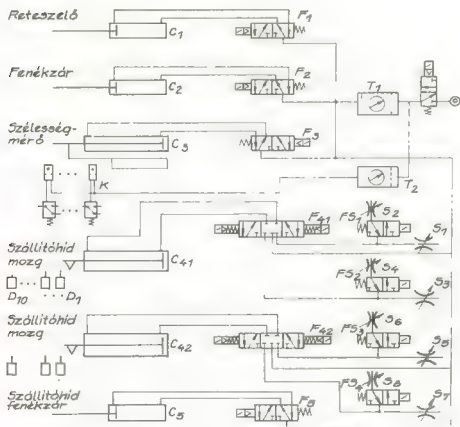 Reteszelő
F1
C1
Fenékzár
F2
C2
T1
Szélesség-
mérő
F3
C3
T2
K
F41
FS1
S2
S1
Szállítóhíd
mozg
C41
FS2
S4
S3
D10
D1
Szállítóhíd
mozg
F42
FS3
S6
S5
C42
FS4
S8
S7
Szállítóhíd
fenékzár
C5
F5